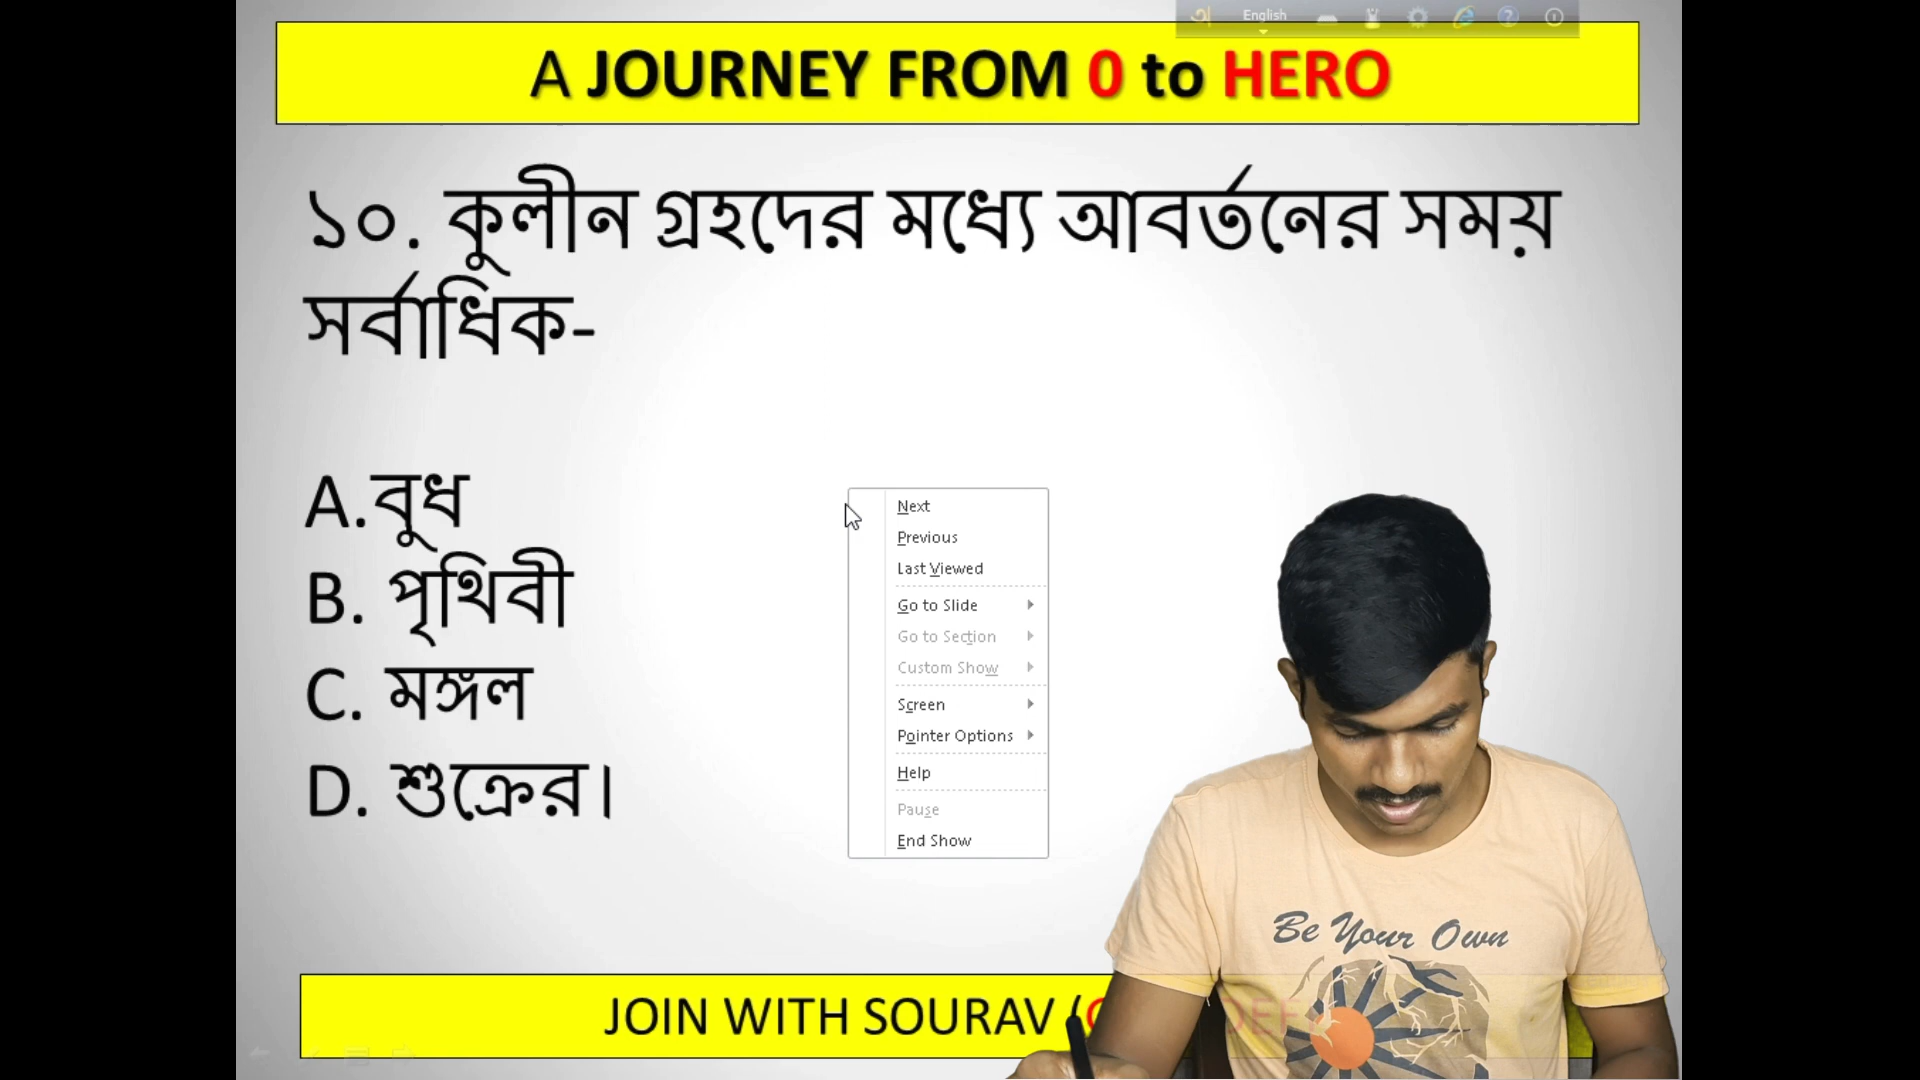 English
A JOURNEY FROM 0 to HERO
১০. কুলীন গ্রহদের মধ্যে আবর্তনের সময়
সর্বাধিক-
A.বুধ
B. পৃথিবী
C. মঙ্গল
D. শুক্রের।
Next
Previous
Last Viewed
Go to Slide
Go to Section
Custom Show
Screen
Pointer Options
Help
Pause
End Show
Be Your Own
JOIN WITH SOURAV (